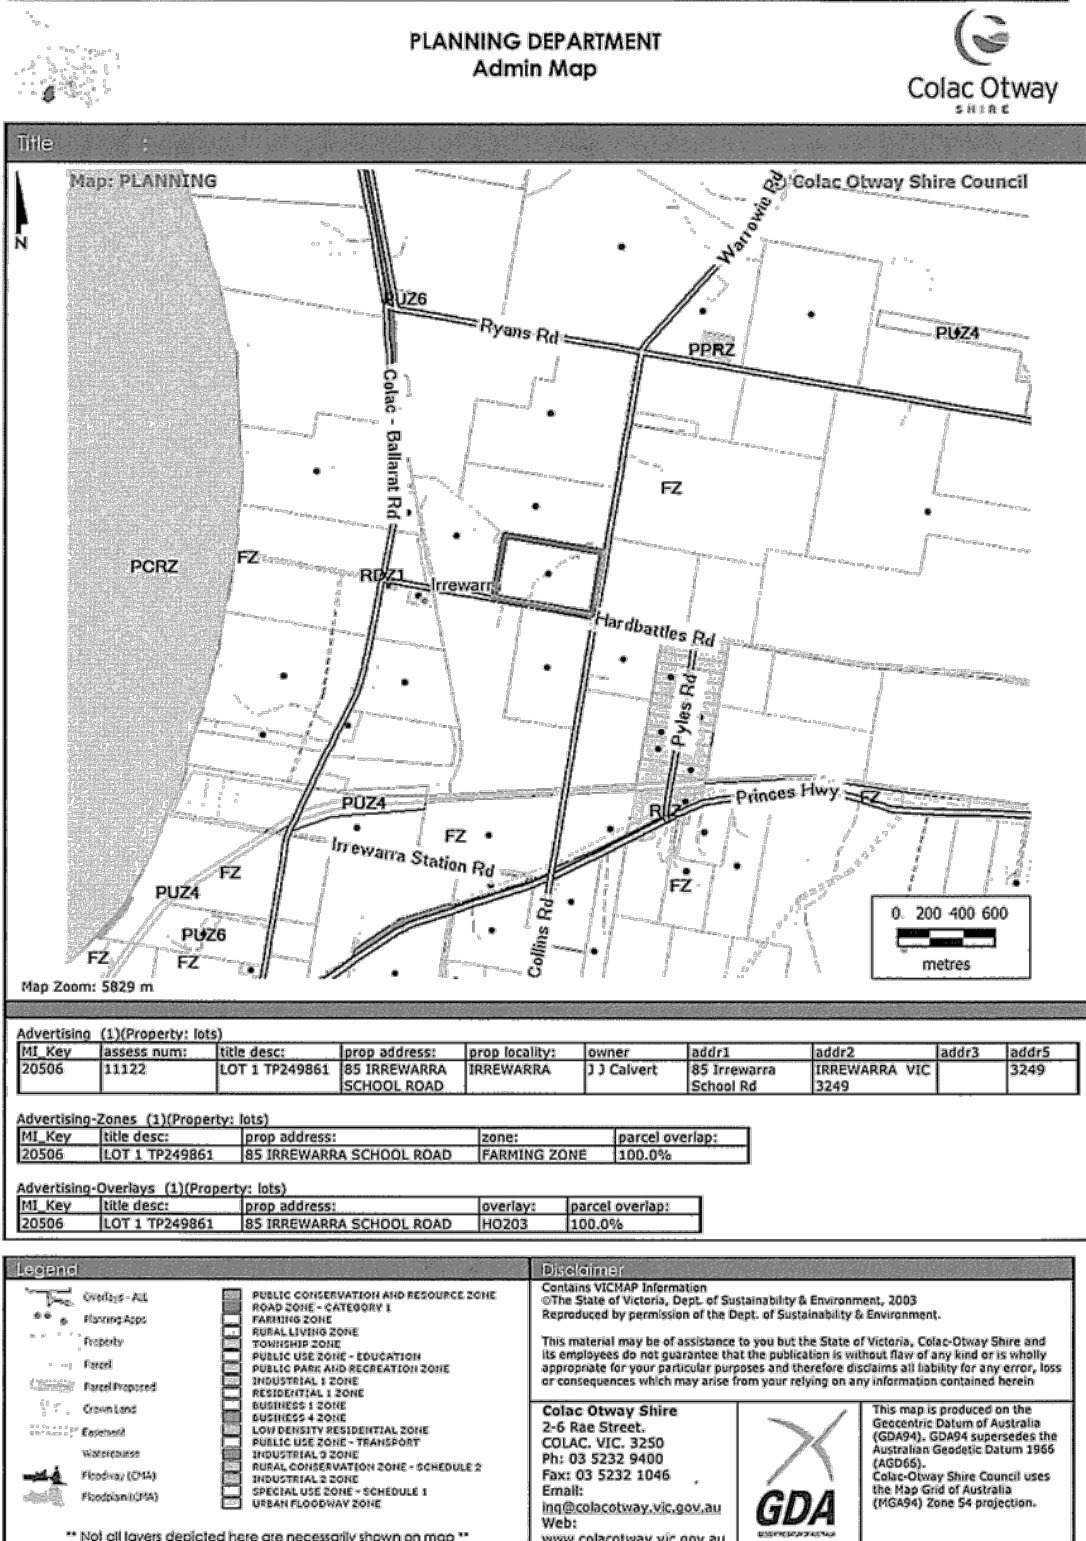 PLANNING DEPARTMENT
Admin Map
Colac Otway
SHIRE
Title :
Map: PLANNING
Colac Otway Shire Council
N
Warrowie Rd
PUZ6
Ryans Rd
PPRZ
PUZ4
Colac - Ballarat Rd
FZ
PCRZ
FZ
RDZ1
Irrewarr
Hardbattles Rd
Pyles Rd
PUZ4
Princes Hwy
FZ
FZ
Irrewarra Station Rd
FZ
PUZ4
FZ
PUZ6
FZ
FZ
Collins Rd
0 200 400 600
metres
Map Zoom: 5829 m
Advertising (1)(Property: lots)
MI_Key assess num: title desc: prop address: prop locality: owner addr1 addr2 addr3 addr5
20506 11122 LOT 1 TP249861 85 IRREWARRA IRREWARRA J J Calvert 85 Irrewarra IRREWARRA VIC 3249
SCHOOL ROAD School Rd 3249
Advertising-Zones (1)(Property: lots)
MI_Key title desc: prop address: zone: parcel overlap:
20506 LOT 1 TP249861 85 IRREWARRA SCHOOL ROAD FARMING ZONE 100.0%
Advertising-Overlays (1)(Property: lots)
MI_Key title desc: prop address: overlay: parcel overlap:
20506 LOT 1 TP249861 85 IRREWARRA SCHOOL ROAD HO203 100.0%
Legend
Overlays - ALL
Planning Apps
Property
Parcel
Parcel Proposed
Crown Land
Easement
Watercourse
Floodway (CMA)
Floodplain (CMA)
PUBLIC CONSERVATION AND RESOURCE ZONE
ROAD ZONE - CATEGORY 1
FARMING ZONE
RURAL LIVING ZONE
TOWNSHIP ZONE
PUBLIC USE ZONE - EDUCATION
PUBLIC PARK AND RECREATION ZONE
INDUSTRIAL 1 ZONE
RESIDENTIAL 1 ZONE
BUSINESS 1 ZONE
BUSINESS 4 ZONE
LOW DENSITY RESIDENTIAL ZONE
PUBLIC USE ZONE - TRANSPORT
INDUSTRIAL 3 ZONE
RURAL CONSERVATION ZONE - SCHEDULE 2
INDUSTRIAL 2 ZONE
SPECIAL USE ZONE - SCHEDULE 1
URBAN FLOODWAY ZONE
** Not all layers depicted here are necessarily shown on map **
Disclaimer
Contains VICMAP Information
©The State of Victoria, Dept. of Sustainability & Environment, 2003
Reproduced by permission of the Dept. of Sustainability & Environment.
This material may be of assistance to you but the State of Victoria, Colac-Otway Shire and
its employees do not guarantee that the publication is without flaw of any kind or is wholly
appropriate for your particular purposes and therefore disclaims all liability for any error, loss
or consequences which may arise from your relying on any information contained herein
Colac Otway Shire
2-6 Rae Street.
COLAC. VIC. 3250
Ph: 03 5232 9400
Fax: 03 5232 1046
Email:
inq@colacotway.vic.gov.au
Web:
www.colacotway.vic.gov.au
GDA
GEOCENTRIC DATUM OF AUSTRALIA
This map is produced on the
Geocentric Datum of Australia
(GDA94). GDA94 supersedes the
Australian Geodetic Datum 1966
(AGD66).
Colac-Otway Shire Council uses
the Map Grid of Australia
(MGA94) Zone 54 projection.